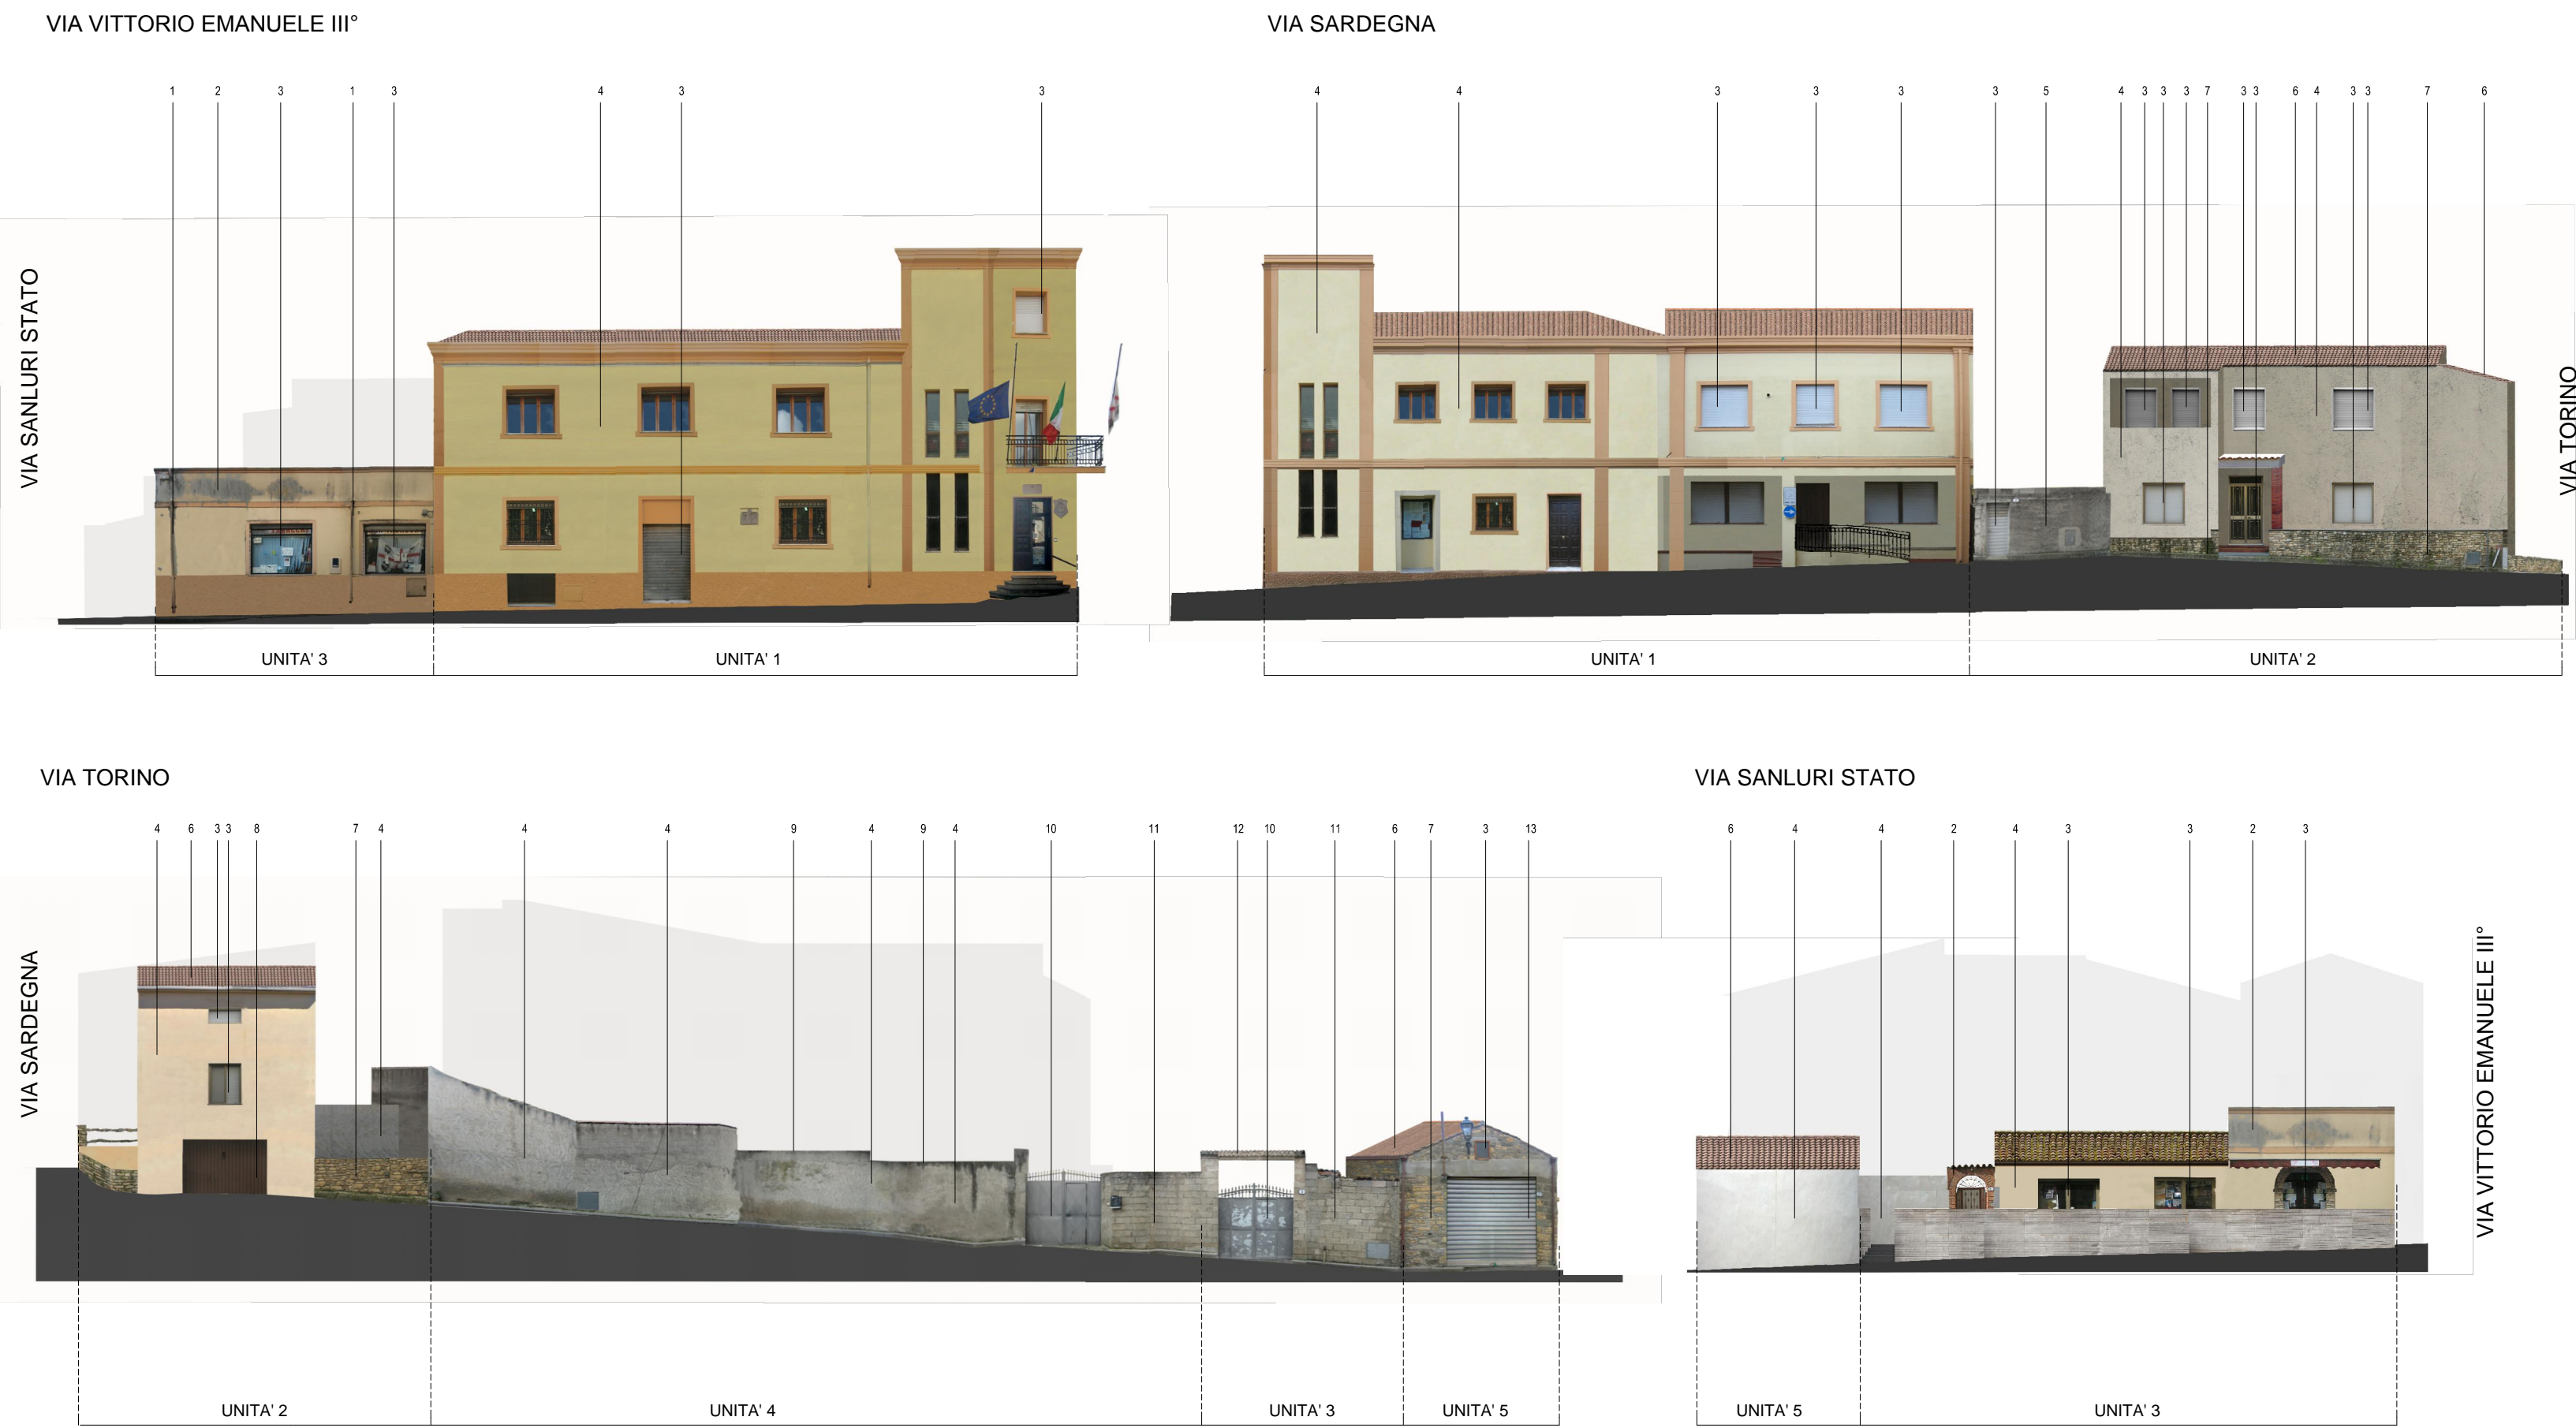 VIA VITTORIO EMANUELE III°
VIA SARDEGNA
1 2 3 1 3 4 3 3
4 4 3 3 3 3 5 4 3 3 3 7 3 3 6 4 3 3 7 6
VIA SANLURI STATO
VIA TORINO
UNITA' 3
UNITA' 1
UNITA' 1
UNITA' 2
VIA TORINO
VIA SANLURI STATO
4 6 3 3 8 7 4 4 4 9 4 9 4 10 11 12 10 11 6 7 3 13
6 4 4 2 4 3 3 2 3
VIA SARDEGNA
VIA VITTORIO EMANUELE III°
UNITA' 2
UNITA' 4
UNITA' 3
UNITA' 5
UNITA' 5
UNITA' 3